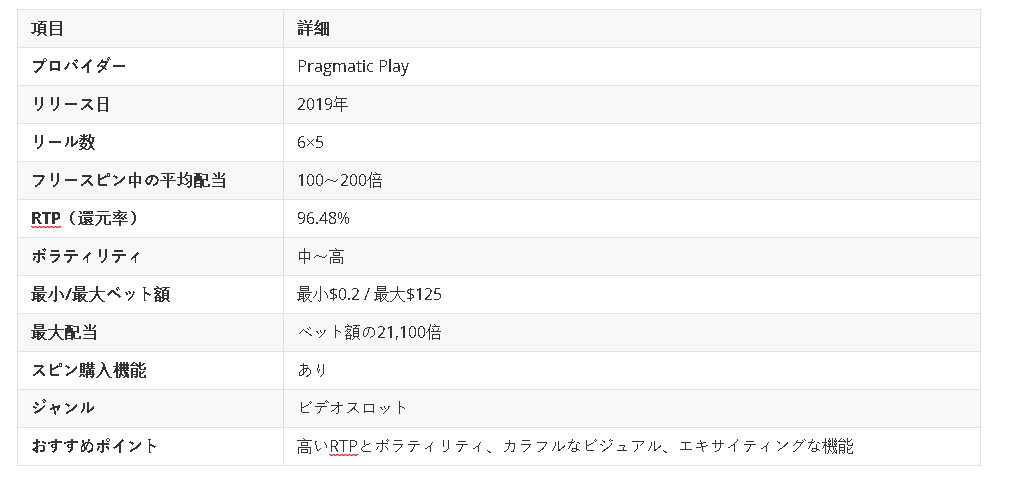 項目 詳細
プロバイダー Pragmatic Play
リリース日 2019年
リール数 6×5
フリースピン中の平均配当 100～200倍
RTP（還元率） 96.48%
ボラティリティ 中～高
最小/最大ベット額 最小$0.2 / 最大$125
最大配当 ベット額の21,100倍
スピン購入機能 あり
ジャンル ビデオスロット
おすすめポイント 高いRTPとボラティリティ、カラフルなビジュアル、エキサイティングな機能